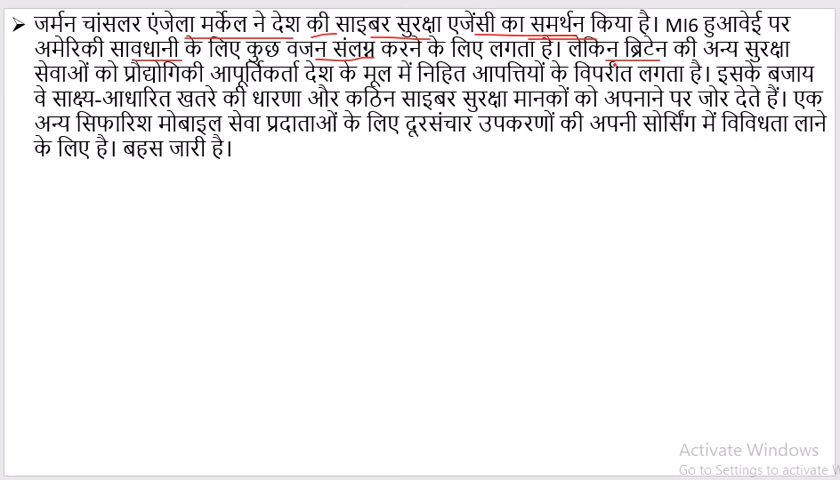 ➢ जर्मन चांसलर एंजेला मर्केल ने देश की साइबर सुरक्षा एजेंसी का समर्थन किया है। MI6 हुआवेई पर
अमेरिकी सावधानी के लिए कुछ वजन संलग्न करने के लिए लगता है। लेकिन ब्रिटेन की अन्य सुरक्षा
सेवाओं को प्रौद्योगिकी आपूर्तिकर्ता देश के मूल में निहित आपत्तियों के विपरीत लगता है। इसके बजाय
वे साक्ष्य-आधारित खतरे की धारणा और कठिन साइबर सुरक्षा मानकों को अपनाने पर जोर देते हैं। एक
अन्य सिफारिश मोबाइल सेवा प्रदाताओं के लिए दूरसंचार उपकरणों की अपनी सोर्सिंग में विविधता लाने
के लिए है। बहस जारी है।
Activate Windows
Go to Settings to activate W